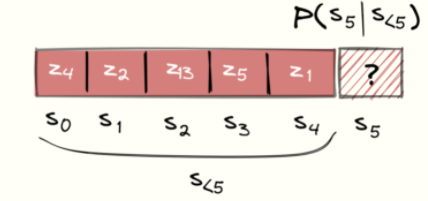 P(s₅|s<₅)
z₄ z₂ z₁₃ z₅ z₁ ?
s₀ s₁ s₂ s₃ s₄ s₅
s<₅